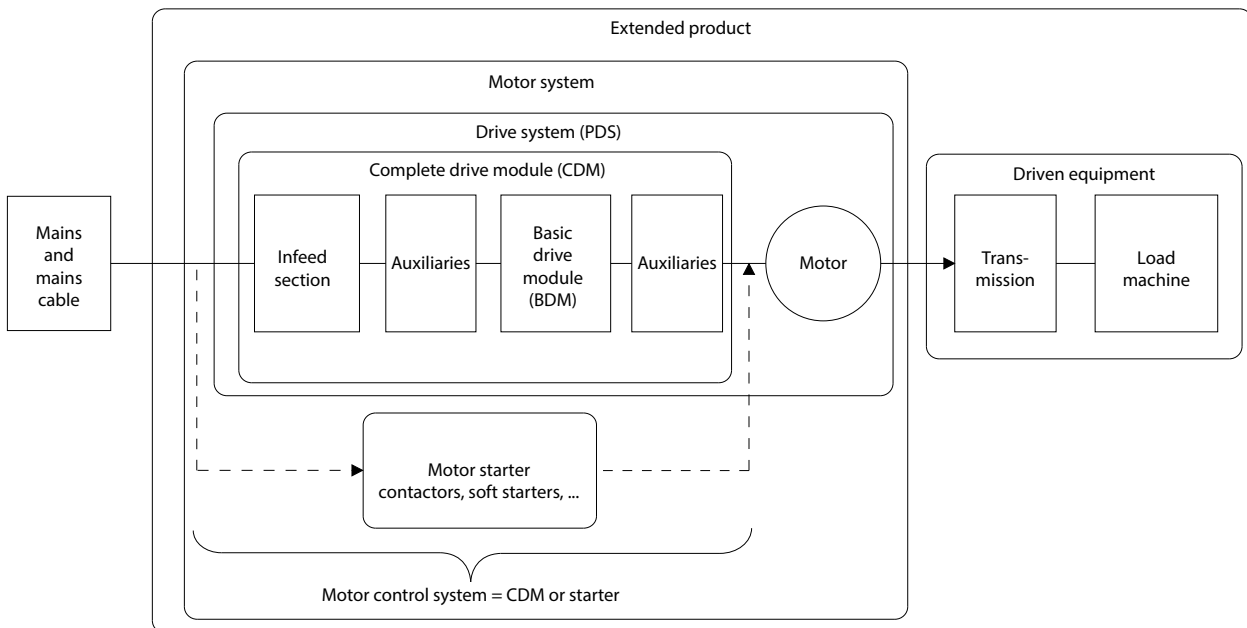 Extended product
Motor system
Drive system (PDS)
Complete drive module (CDM)
Driven equipment
Mains
and
mains
cable
Infeed
section
Auxiliaries
Basic
drive
module
(BDM)
Auxiliaries
Motor
Trans-
mission
Load
machine
Motor starter
contactors, soft starters, ...
Motor control system = CDM or starter